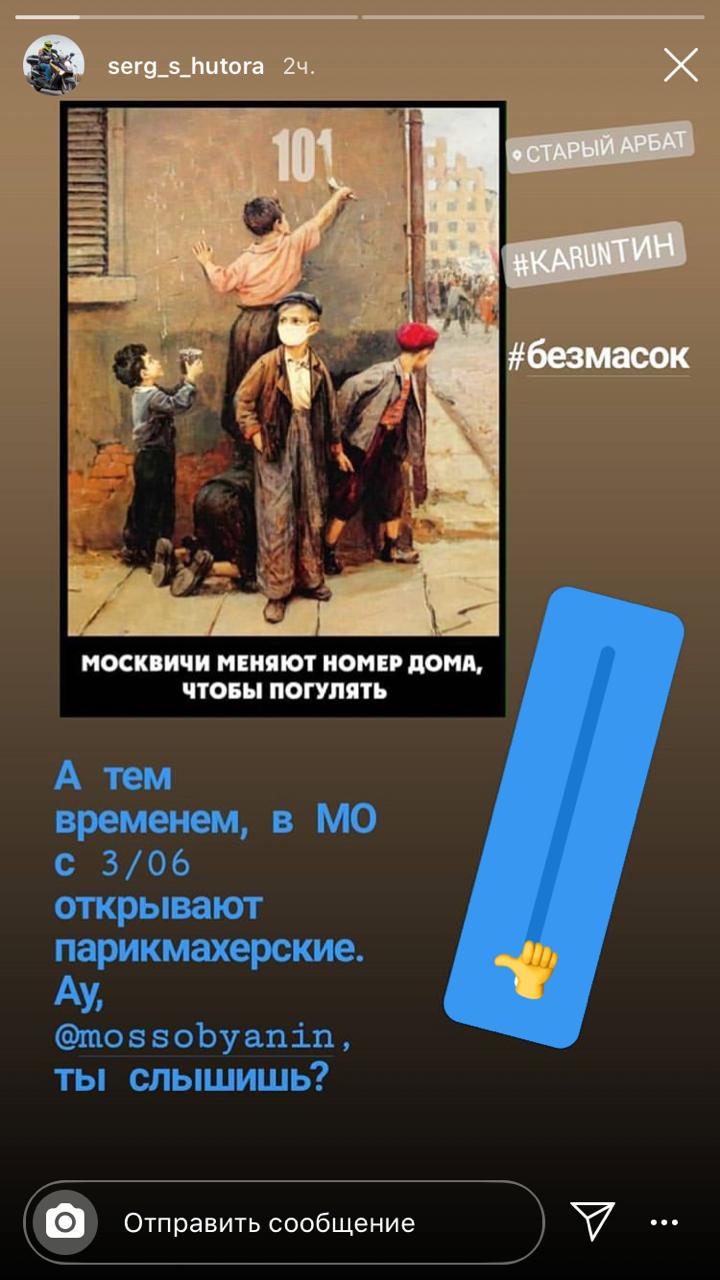 serg_s_hutora 2ч.
101
СТАРЫЙ АРБАТ
#КАRUNТИН
#безмасок
МОСКВИЧИ МЕНЯЮТ НОМЕР ДОМА,
ЧТОБЫ ПОГУЛЯТЬ
А тем
временем, в МО
с 3/06
открывают
парикмахерские.
Ау,
@mossobyanin,
ты слышишь?
Отправить сообщение